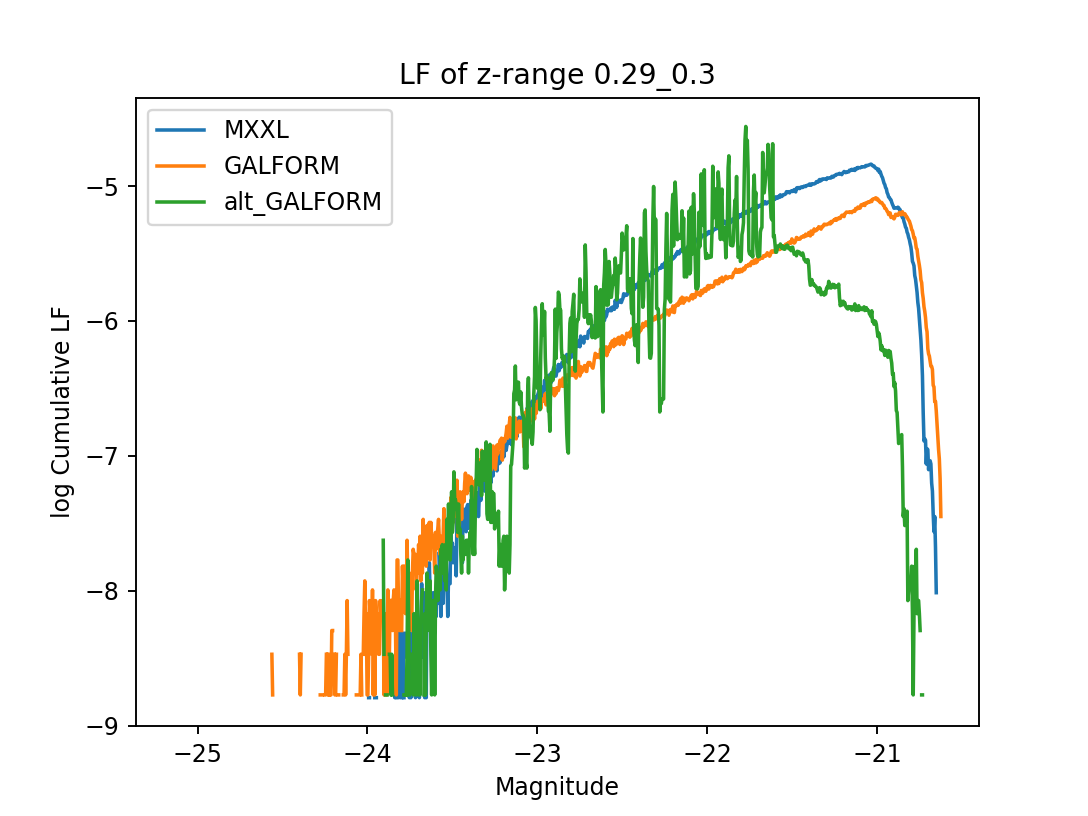 LF of z-range 0.29_0.3
MXXL
GALFORM
alt_GALFORM
log Cumulative LF
−5
−6
−7
−8
−9
−25 −24 −23 −22 −21
Magnitude